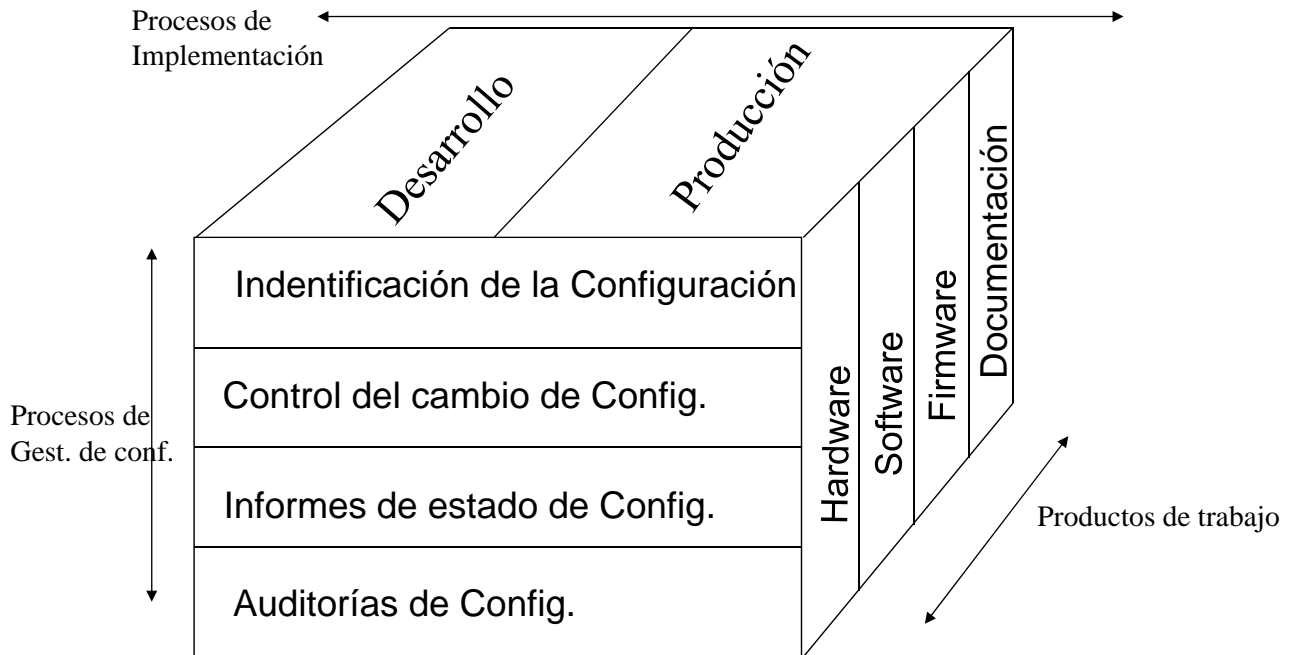 Procesos de
Implementación
Desarrollo
Producción
Indentificación de la Configuración
Control del cambio de Config.
Informes de estado de Config.
Auditorías de Config.
Hardware
Software
Firmware
Documentación
Procesos de
Gest. de conf.
Productos de trabajo